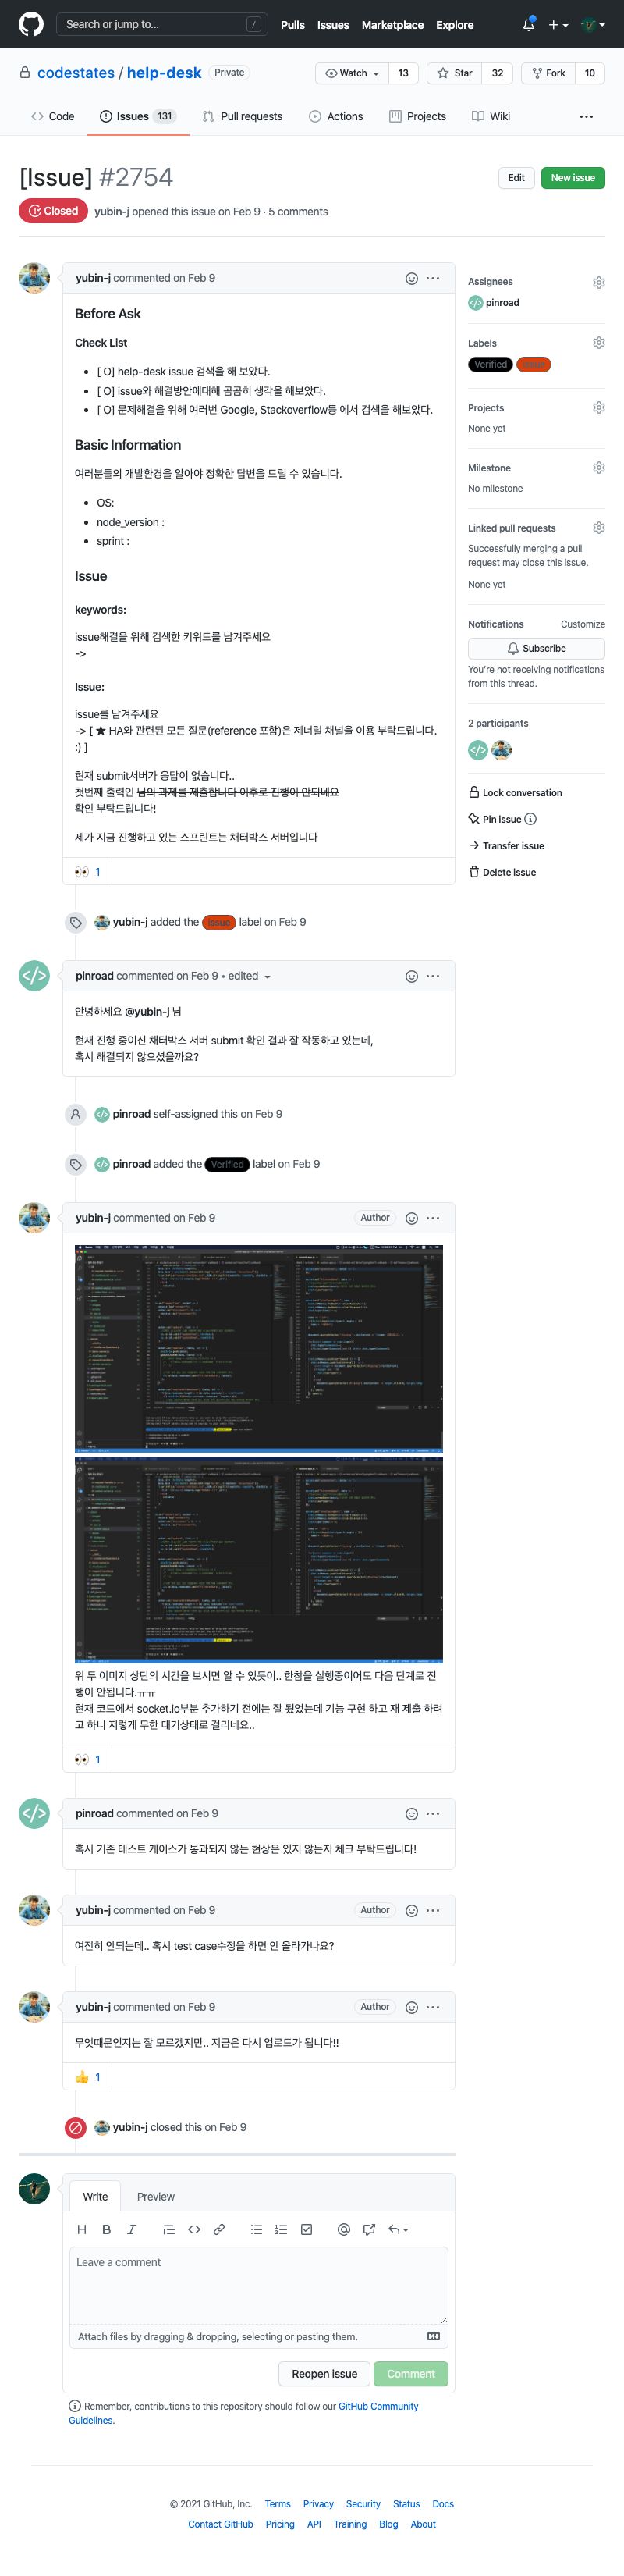 Search or jump to... /
Pulls Issues Marketplace Explore
codestates / help-desk Private
Watch 13 Star 32 Fork 10
Code Issues 131 Pull requests Actions Projects Wiki ...
[Issue] #2754
Edit New issue
Closed yubin-j opened this issue on Feb 9 · 5 comments
yubin-j commented on Feb 9
Before Ask
Check List
• [ O] help-desk issue 검색을 해 보았다.
• [ O] issue와 해결방안에대해 곰곰히 생각을 해보았다.
• [ O] 문제해결을 위해 여러번 Google, Stackoverflow등 에서 검색을 해보았다.
Basic Information
여러분들의 개발환경을 알아야 정확한 답변을 드릴 수 있습니다.
• OS:
• node_version :
• sprint :
Issue
keywords:
issue해결을 위해 검색한 키워드를 남겨주세요
->
Issue:
issue를 남겨주세요
-> [ ★ HA와 관련된 모든 질문(reference 포함)은 제너럴 채널을 이용 부탁드립니다.
:) ]
현재 submit서버가 응답이 없습니다..
첫번째 출력인 님의 과제를 제출합니다 이후로 진행이 안되네요
확인 부탁드립니다!
제가 지금 진행하고 있는 스프린트는 채터박스 서버입니다
👀 1
yubin-j added the issue label on Feb 9
pinroad commented on Feb 9 • edited
안녕하세요 @yubin-j 님
현재 진행 중이신 채터박스 서버 submit 확인 결과 잘 작동하고 있는데,
혹시 해결되지 않으셨을까요?
pinroad self-assigned this on Feb 9
pinroad added the Verified label on Feb 9
yubin-j commented on Feb 9 Author
위 두 이미지 상단의 시간을 보시면 알 수 있듯이.. 한참을 실행중이어도 다음 단계로 진
행이 안됩니다.ㅠㅠ
현재 코드에서 socket.io부분 추가하기 전에는 잘 됬었는데 기능 구현 하고 재 제출 하려
고 하니 저렇게 무한 대기상태로 걸리네요..
👀 1
pinroad commented on Feb 9
혹시 기존 테스트 케이스가 통과되지 않는 현상은 있지 않는지 체크 부탁드립니다!
yubin-j commented on Feb 9 Author
여전히 안되는데.. 혹시 test case수정을 하면 안 올라가나요?
yubin-j commented on Feb 9 Author
무엇때문인지는 잘 모르겠지만.. 지금은 다시 업로드가 됩니다!!
👍 1
yubin-j closed this on Feb 9
Write Preview
Leave a comment
Attach files by dragging & dropping, selecting or pasting them.
Reopen issue Comment
Remember, contributions to this repository should follow our GitHub Community
Guidelines.
Assignees
pinroad
Labels
Verified issue
Projects
None yet
Milestone
No milestone
Linked pull requests
Successfully merging a pull
request may close this issue.
None yet
Notifications Customize
Subscribe
You're not receiving notifications
from this thread.
2 participants
Lock conversation
Pin issue
Transfer issue
Delete issue
© 2021 GitHub, Inc. Terms Privacy Security Status Docs
Contact GitHub Pricing API Training Blog About